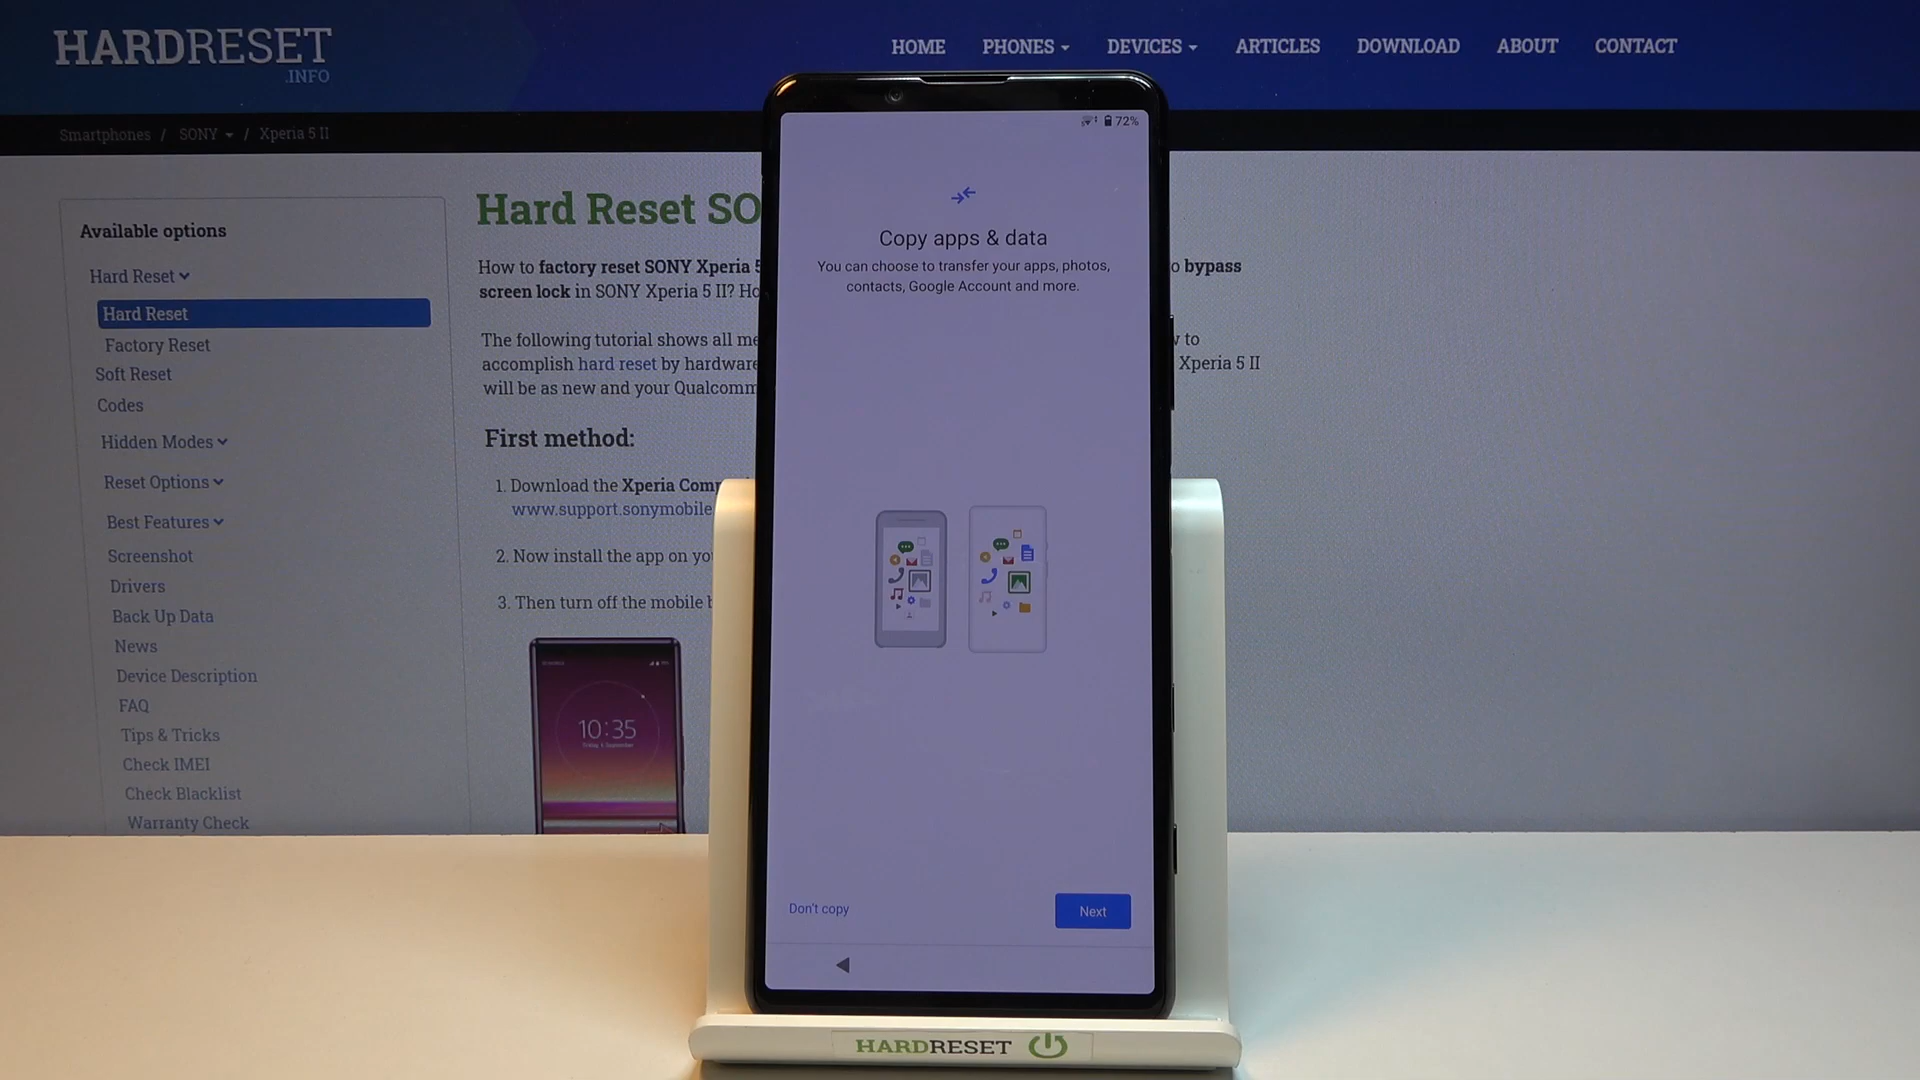 HARDRESET
.INFO
HOME PHONES DEVICES ARTICLES DOWNLOAD ABOUT CONTACT
Smartphones / SONY / Xperia 5 II
Available options
Hard Reset
Hard Reset
Factory Reset
Soft Reset
Codes
Hidden Modes
Reset Options
Best Features
Screenshot
Drivers
Back Up Data
News
Device Description
FAQ
Tips & Tricks
Check IMEI
Check Blacklist
Warranty Check
Hard Reset SO
How to factory reset SONY Xperia 5
o bypass
screen lock in SONY Xperia 5 II? Ho
The following tutorial shows all me
to
accomplish hard reset by hardware
Xperia 5 II
will be as new and your Qualcomm
First method:
1. Download the Xperia Com
www.support.sonymobile
2. Now install the app on yo
3. Then turn off the mobile b
10:35
72%
Copy apps & data
You can choose to transfer your apps, photos,
contacts, Google Account and more.
Don't copy
Next
HARDRESET